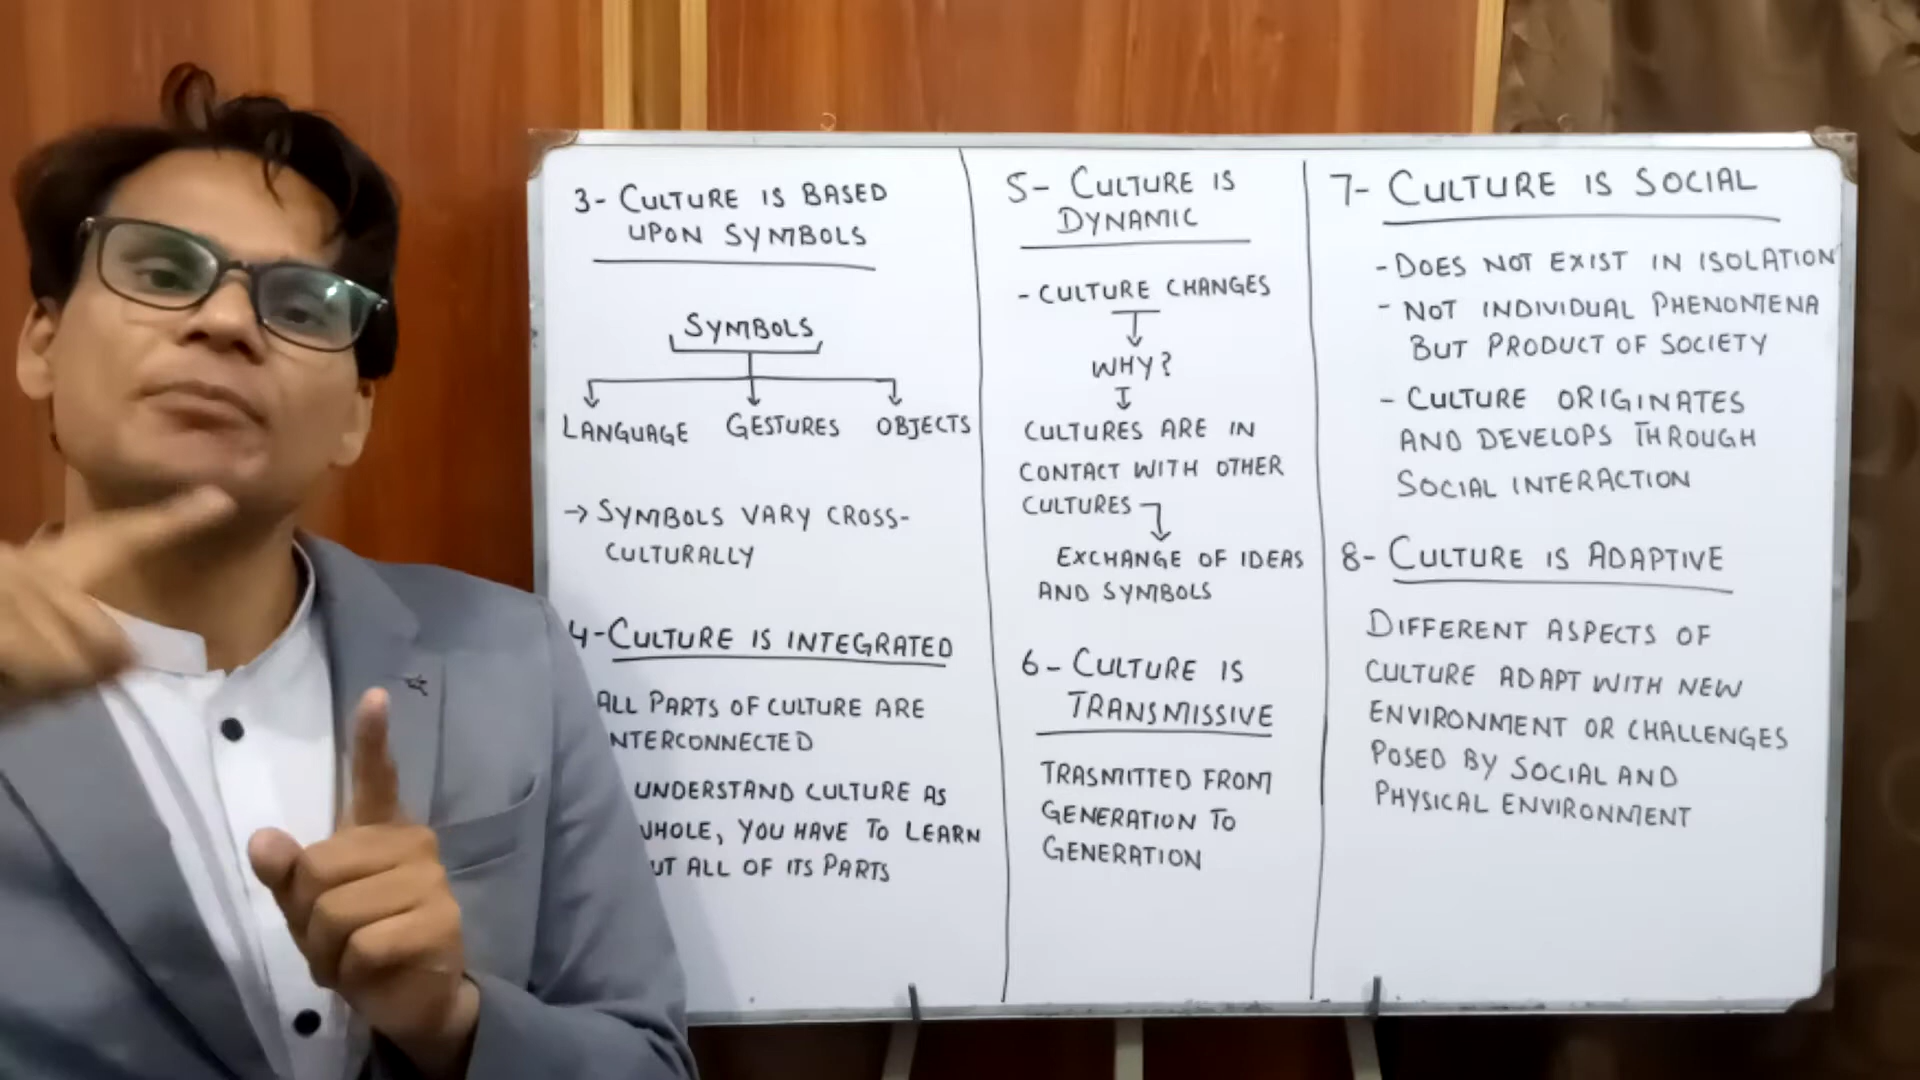 3- CULTURE IS BASED
UPON SYMBOLS
SYMBOLS
LANGUAGE GESTURES OBJECTS
→ SYMBOLS VARY CROSS-
CULTURALLY
4- CULTURE IS INTEGRATED
ALL PARTS OF CULTURE ARE
NTERCONNECTED
UNDERSTAND CULTURE AS
WHOLE, YOU HAVE TO LEARN
UT ALL OF ITS PARTS
5- CULTURE IS
DYNAMIC
- CULTURE CHANGES
WHY?
CULTURES ARE IN
CONTACT WITH OTHER
CULTURES
EXCHANGE OF IDEAS
AND SYMBOLS
6- CULTURE IS
TRANSMISSIVE
TRASMITTED FROM
GENERATION TO
GENERATION
7- CULTURE IS SOCIAL
- DOES NOT EXIST IN ISOLATION
- NOT INDIVIDUAL PHENOMENA
BUT PRODUCT OF SOCIETY
- CULTURE ORIGINATES
AND DEVELOPS THROUGH
SOCIAL INTERACTION
8- CULTURE IS ADAPTIVE
DIFFERENT ASPECTS OF
CULTURE ADAPT WITH NEW
ENVIRONMENT OR CHALLENGES
POSED BY SOCIAL AND
PHYSICAL ENVIRONMENT